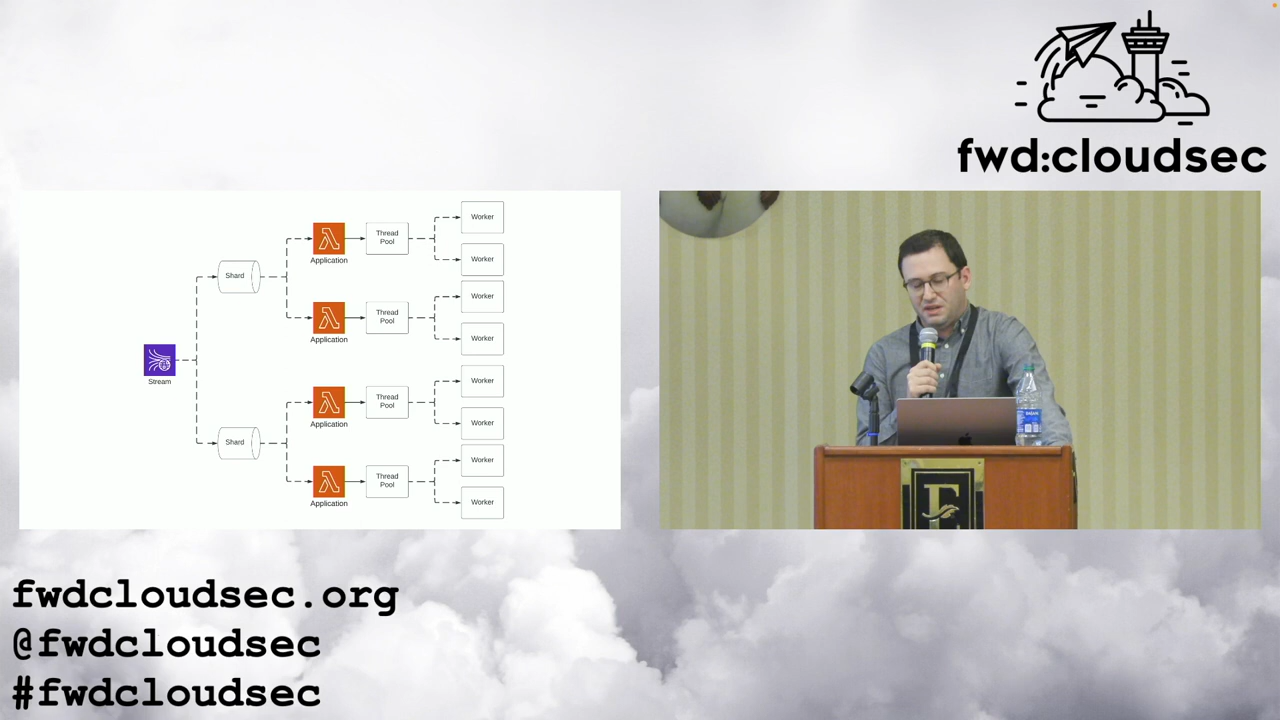 fwd:cloudsec
Worker
Thread
Pool
Application
Worker
Shard
Worker
Thread
Pool
Application
Worker
Stream
Worker
Thread
Pool
Application
Worker
Shard
Worker
Thread
Pool
Application
Worker
E
fwdcloudsec.org
@fwdcloudsec
#fwdcloudsec